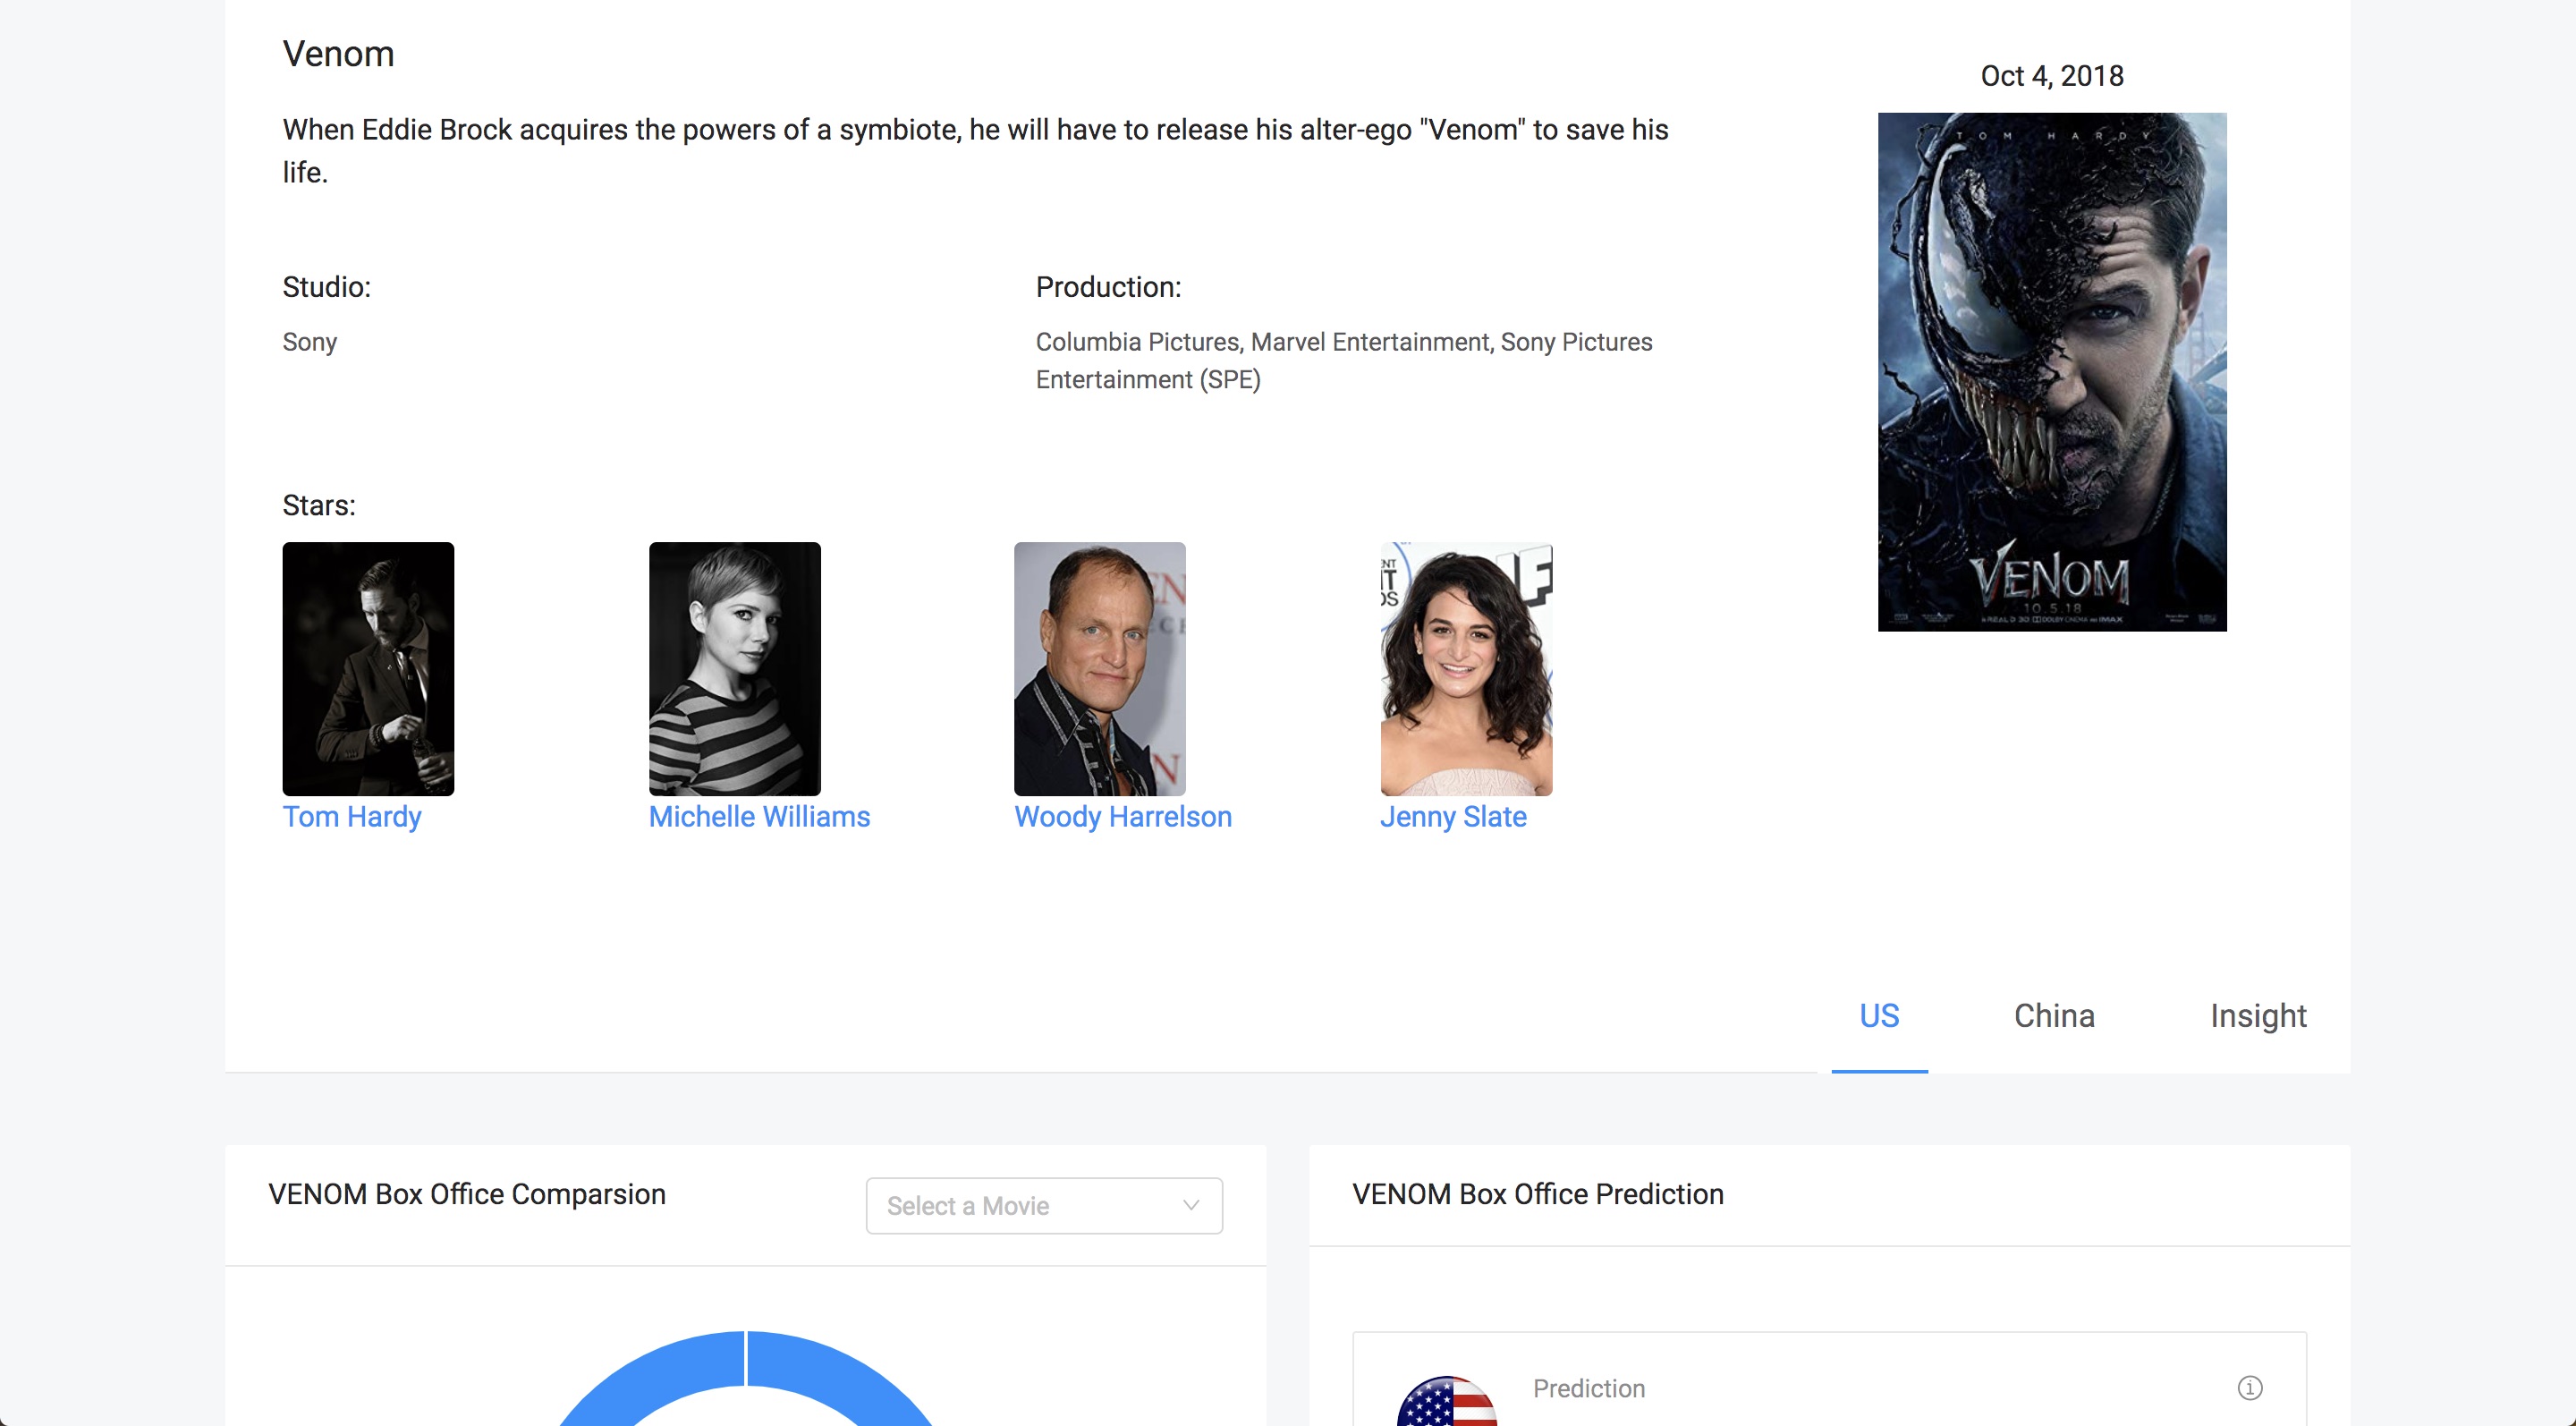 Venom
When Eddie Brock acquires the powers of a symbiote, he will have to release his alter-ego "Venom" to save his
life.
Oct 4, 2018
TOM HARDY
VENOM
10.5.18
Studio:
Sony
Production:
Columbia Pictures, Marvel Entertainment, Sony Pictures
Entertainment (SPE)
Stars:
Tom Hardy
Michelle Williams
Woody Harrelson
Jenny Slate
US
China
Insight
VENOM Box Office Comparsion
Select a Movie
VENOM Box Office Prediction
Prediction